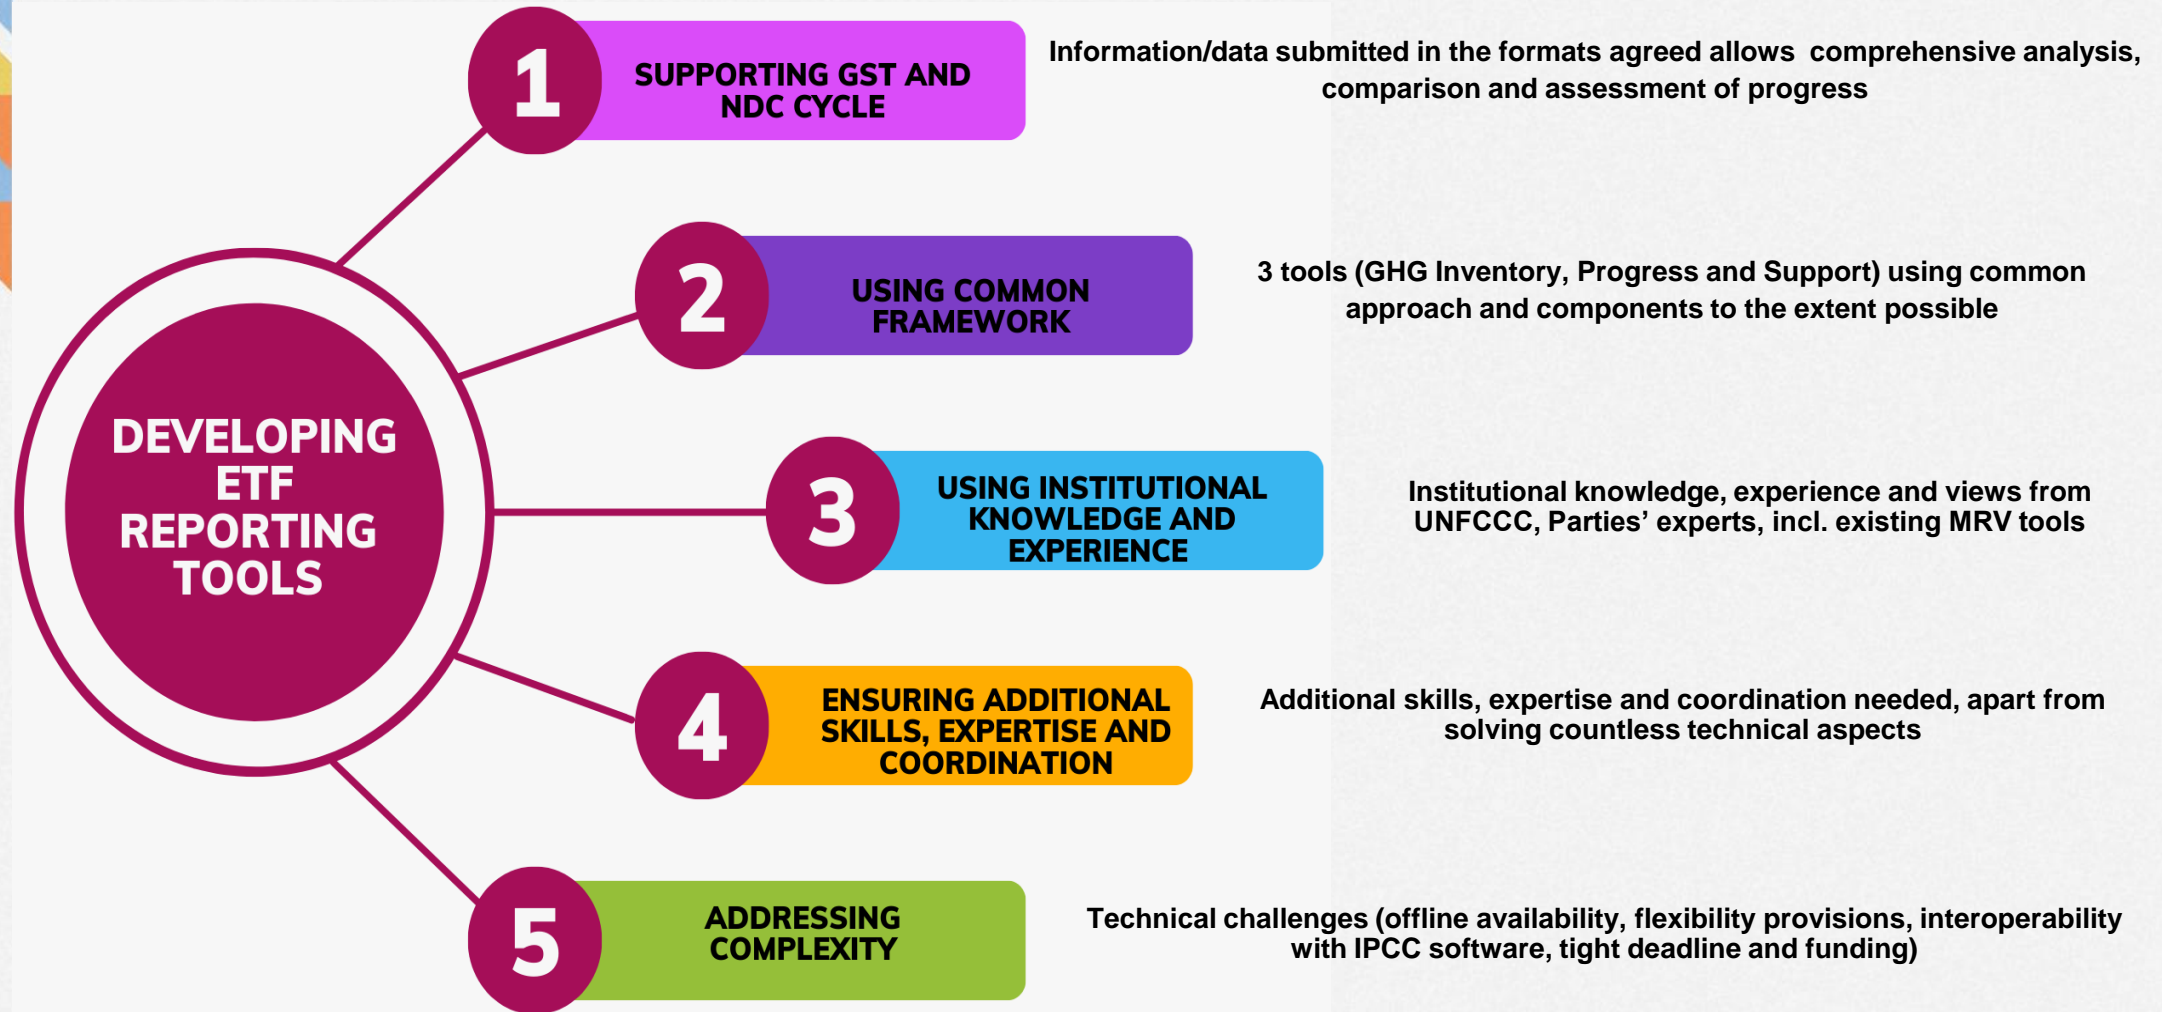 DEVELOPING
ETF
REPORTING
TOOLS
1
SUPPORTING GST AND
NDC CYCLE
Information/data submitted in the formats agreed allows  comprehensive analysis,
comparison and assessment of progress
2
USING COMMON
FRAMEWORK
3 tools (GHG Inventory, Progress and Support) using common
approach and components to the extent possible
3
USING INSTITUTIONAL
KNOWLEDGE AND
EXPERIENCE
Institutional knowledge, experience and views from
UNFCCC, Parties’ experts, incl. existing MRV tools
4
ENSURING ADDITIONAL
SKILLS, EXPERTISE AND
COORDINATION
Additional skills, expertise and coordination needed, apart from
solving countless technical aspects
5
ADDRESSING
COMPLEXITY
Technical challenges (offline availability, flexibility provisions, interoperability
with IPCC software, tight deadline and funding)